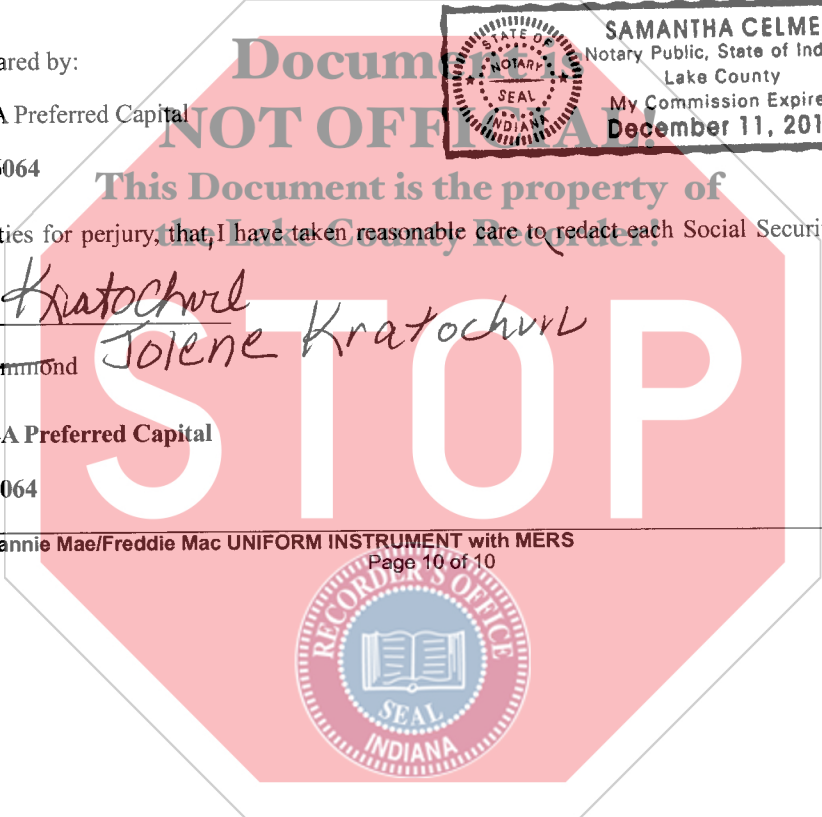 SAMANTHA CELME
Notary Public, State of Ind
Lake County
My Commission Expire
December 11, 201
STATE OF
NOTARY
SEAL
INDIANA
ared by:
Document is
A Preferred Capital
NOT OFFICIAL!
064
This Document is the property of
ties for perjury, that I have taken reasonable care to redact each Social Securi
the Lake County Recorder!
Kratochvil
mmond Jolene Kratochvil
STOP
A Preferred Capital
064
annie Mae/Freddie Mac UNIFORM INSTRUMENT with MERS
Page 10 of 10
RECORDER'S OFFICE
SEAL
INDIANA